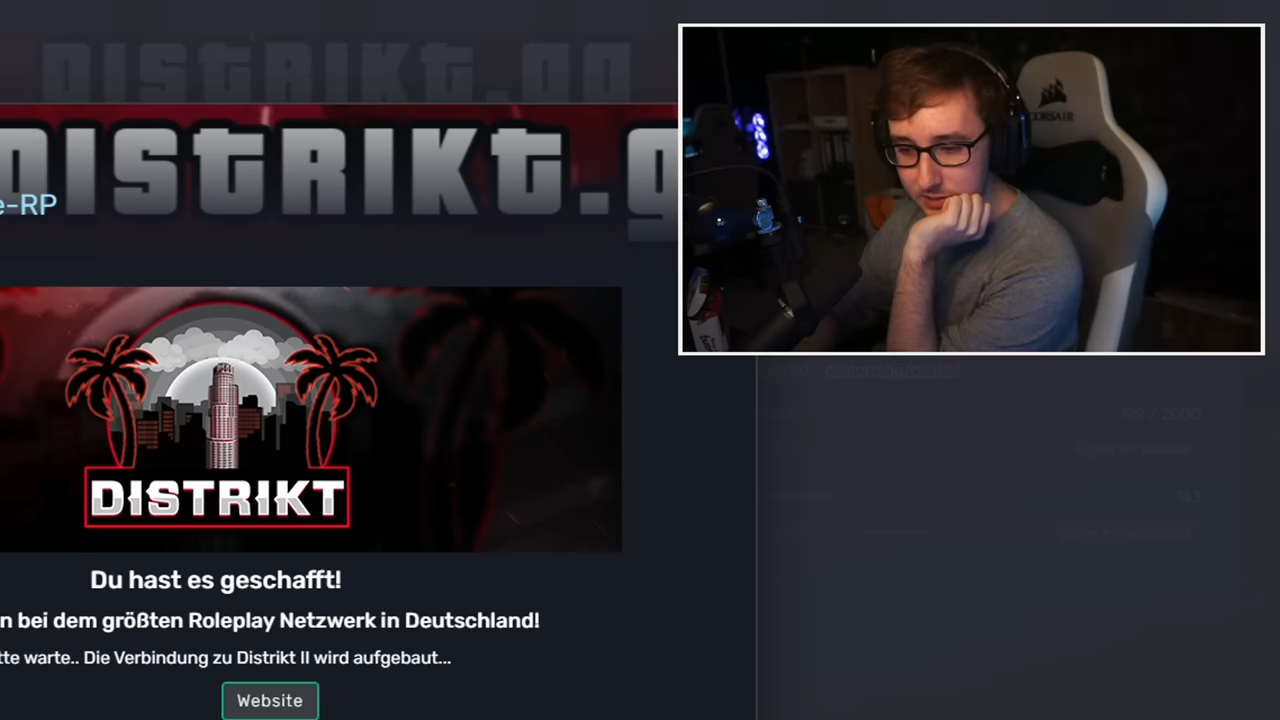 DISTRIKT.GG
DISTRIKT.g
e-RP
CORSAIR
DISTRIKT
Du hast es geschafft!
n bei dem größten Roleplay Netzwerk in Deutschland!
tte warte.. Die Verbindung zu Distrikt II wird aufgebaut...
Website